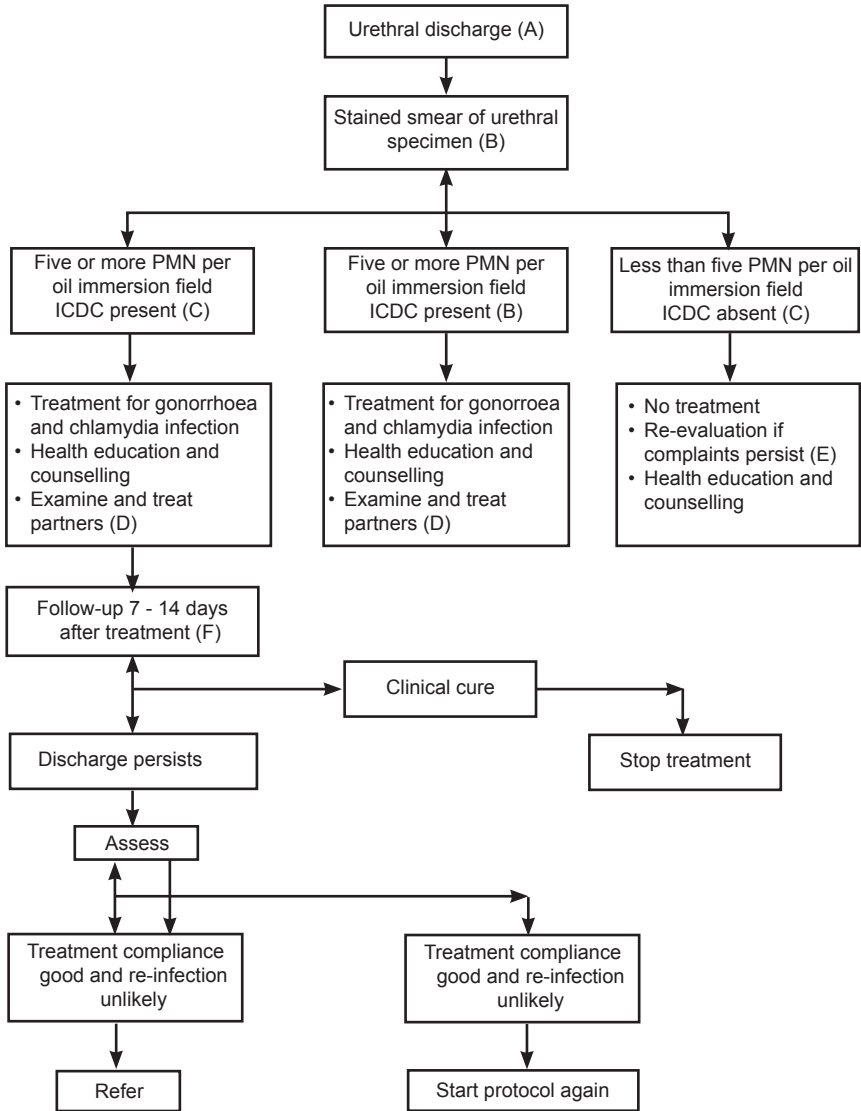 Urethral discharge (A)
Stained smear of urethral
specimen (B)
Five or more PMN per
oil immersion field
ICDC present (C)
Five or more PMN per
oil immersion field
ICDC present (B)
Less than five PMN per oil
immersion field
ICDC absent (C)
• Treatment for gonorrhoea
and chlamydia infection
• Health education and
counselling
• Examine and treat
partners (D)
• Treatment for gonorroea
and chlamydia infection
• Health education and
counselling
• Examine and treat
partners (D)
• No treatment
• Re-evaluation if
complaints persist (E)
• Health education and
counselling
Follow-up 7 - 14 days
after treatment (F)
Clinical cure
Discharge persists
Stop treatment
Assess
Treatment compliance
good and re-infection
unlikely
Treatment compliance
good and re-infection
unlikely
Refer
Start protocol again